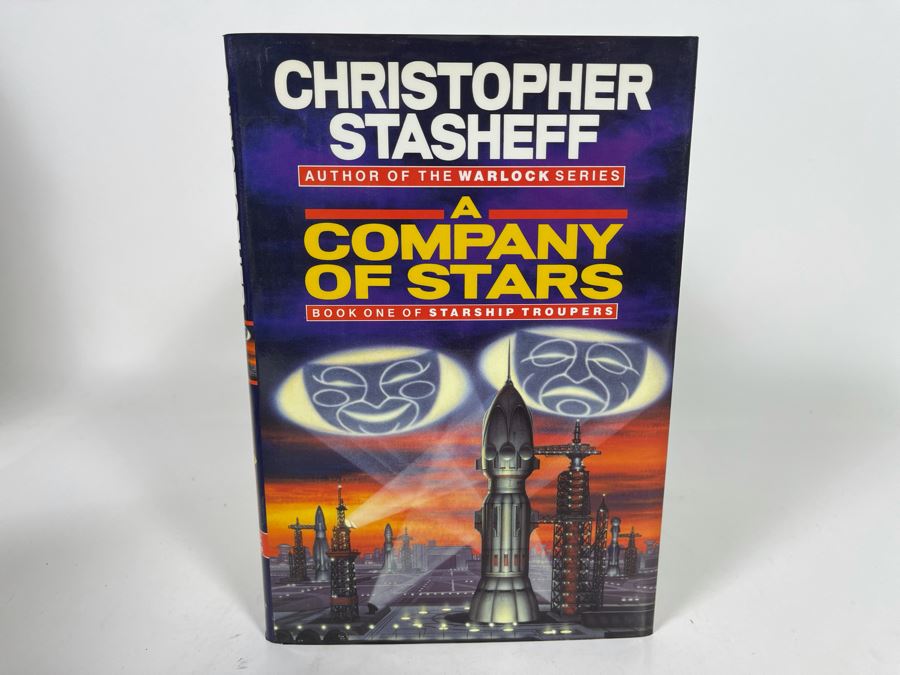 CHRISTOPHER
STASHEFF
AUTHOR OF THE WARLOCK SERIES
A
COMPANY
OF STARS
BOOK ONE OF STARSHIP TROUPERS